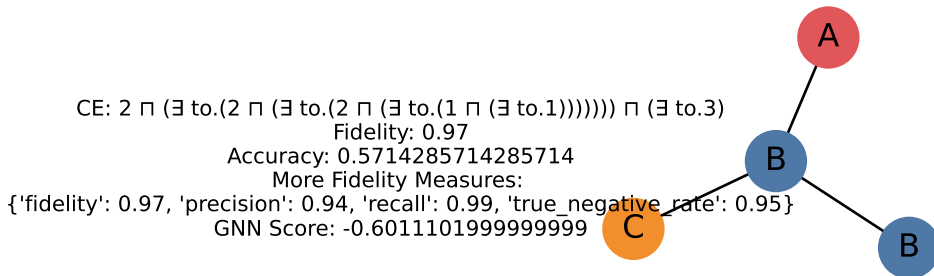 A
CE: 2 ⊓ (∃ to.(2 ⊓ (∃ to.(2 ⊓ (∃ to.(1 ⊓ (∃ to.1))))))) ⊓ (∃ to.3)
Fidelity: 0.97
Accuracy: 0.5714285714285714
B
More Fidelity Measures:
{'fidelity': 0.97, 'precision': 0.94, 'recall': 0.99, 'true_negative_rate': 0.95}
GNN Score: -0.6011101999999999
C
B